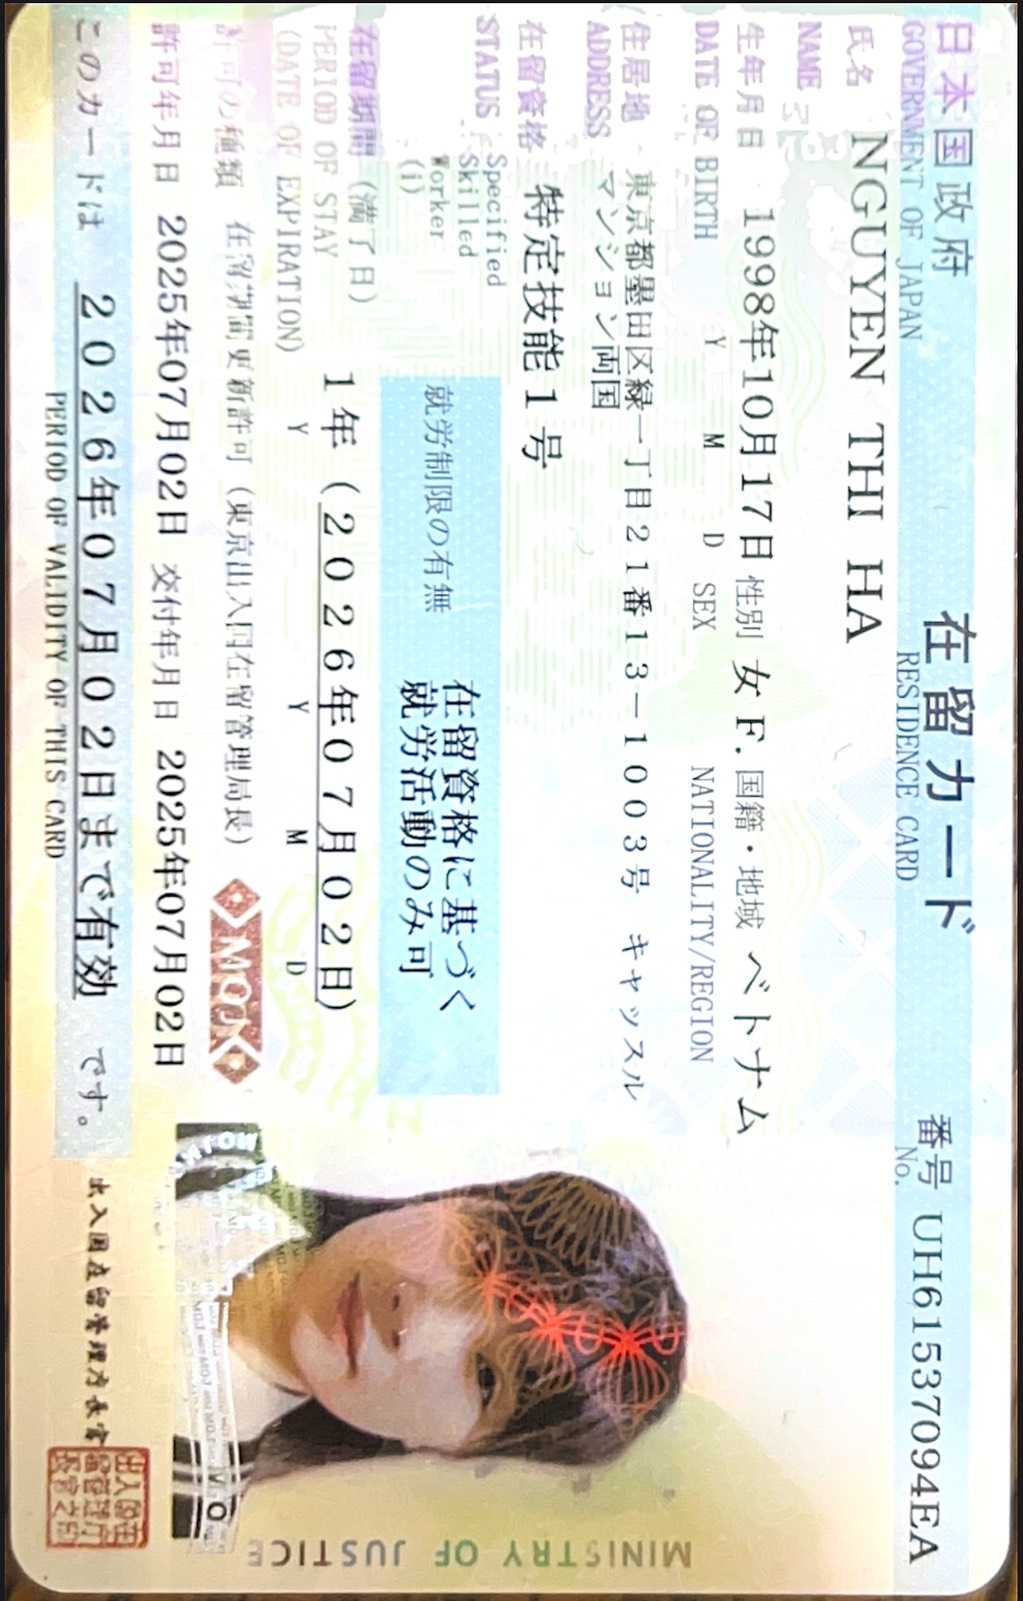 日本国政府 在留カード 番号 UH61537094EA
GOVERNMENT OF JAPAN RESIDENCE CARD No.
氏名 NGUYEN THI HA
NAME
生年月日 1998年10月17日 性別 女 F. 国籍・地域 ベトナム
DATE OF BIRTH Y M D SEX NATIONALITY/REGION
住居地 東京都墨田区緑一丁目21番13－1003号 キャッスル
ADDRESS マンション両国
在留資格 特定技能1号
STATUS Specified
Skilled
Worker
(i)
就労制限の有無 在留資格に基づく
就労活動のみ可
在留期間（満了日） 1年（2026年07月02日）
PERIOD OF STAY
(DATE OF EXPIRATION) Y Y M D
許可の種類 在留期間更新許可（東京出入国在留管理局長）
MOJ
許可年月日 2025年07月02日 交付年月日 2025年07月02日
このカードは 2026年07月02日まで有効 です。
PERIOD OF VALIDITY OF THIS CARD
出入国在留管理庁長官
MINISTRY OF JUSTICE